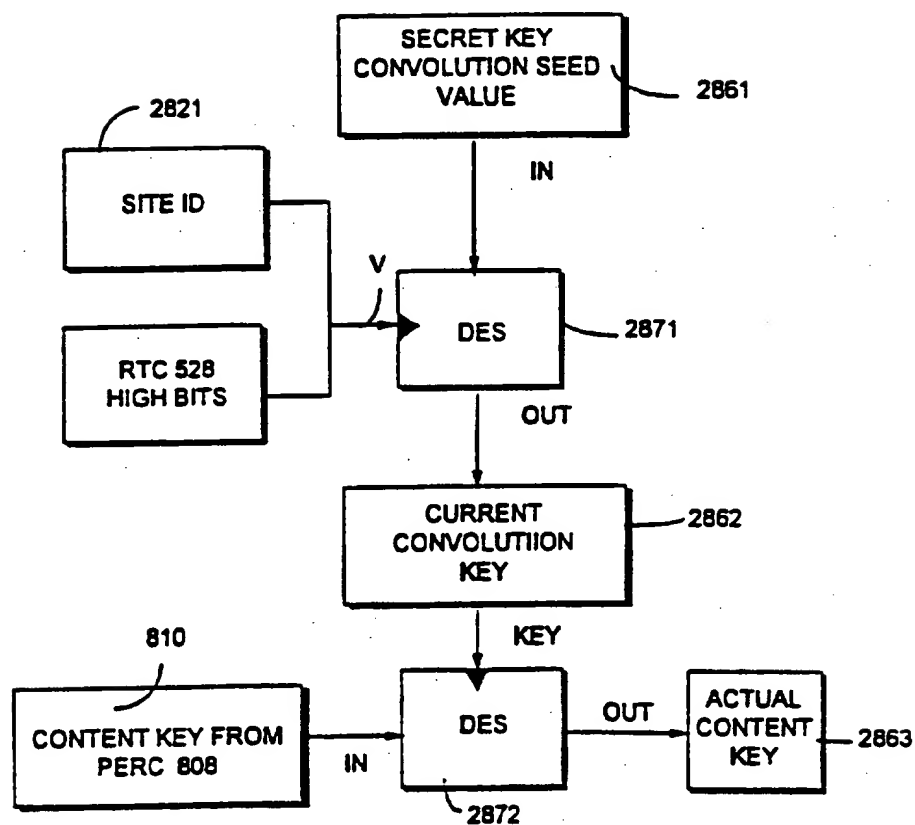 SECRET KEY
CONVOLUTION SEED
VALUE
2861
2821
IN
SITE ID
V
DES
2871
RTC 528
HIGH BITS
OUT
CURRENT
CONVOLUTIION
KEY
2862
KEY
810
CONTENT KEY FROM
PERC 808
IN
DES
OUT
ACTUAL
CONTENT
KEY
2863
2872